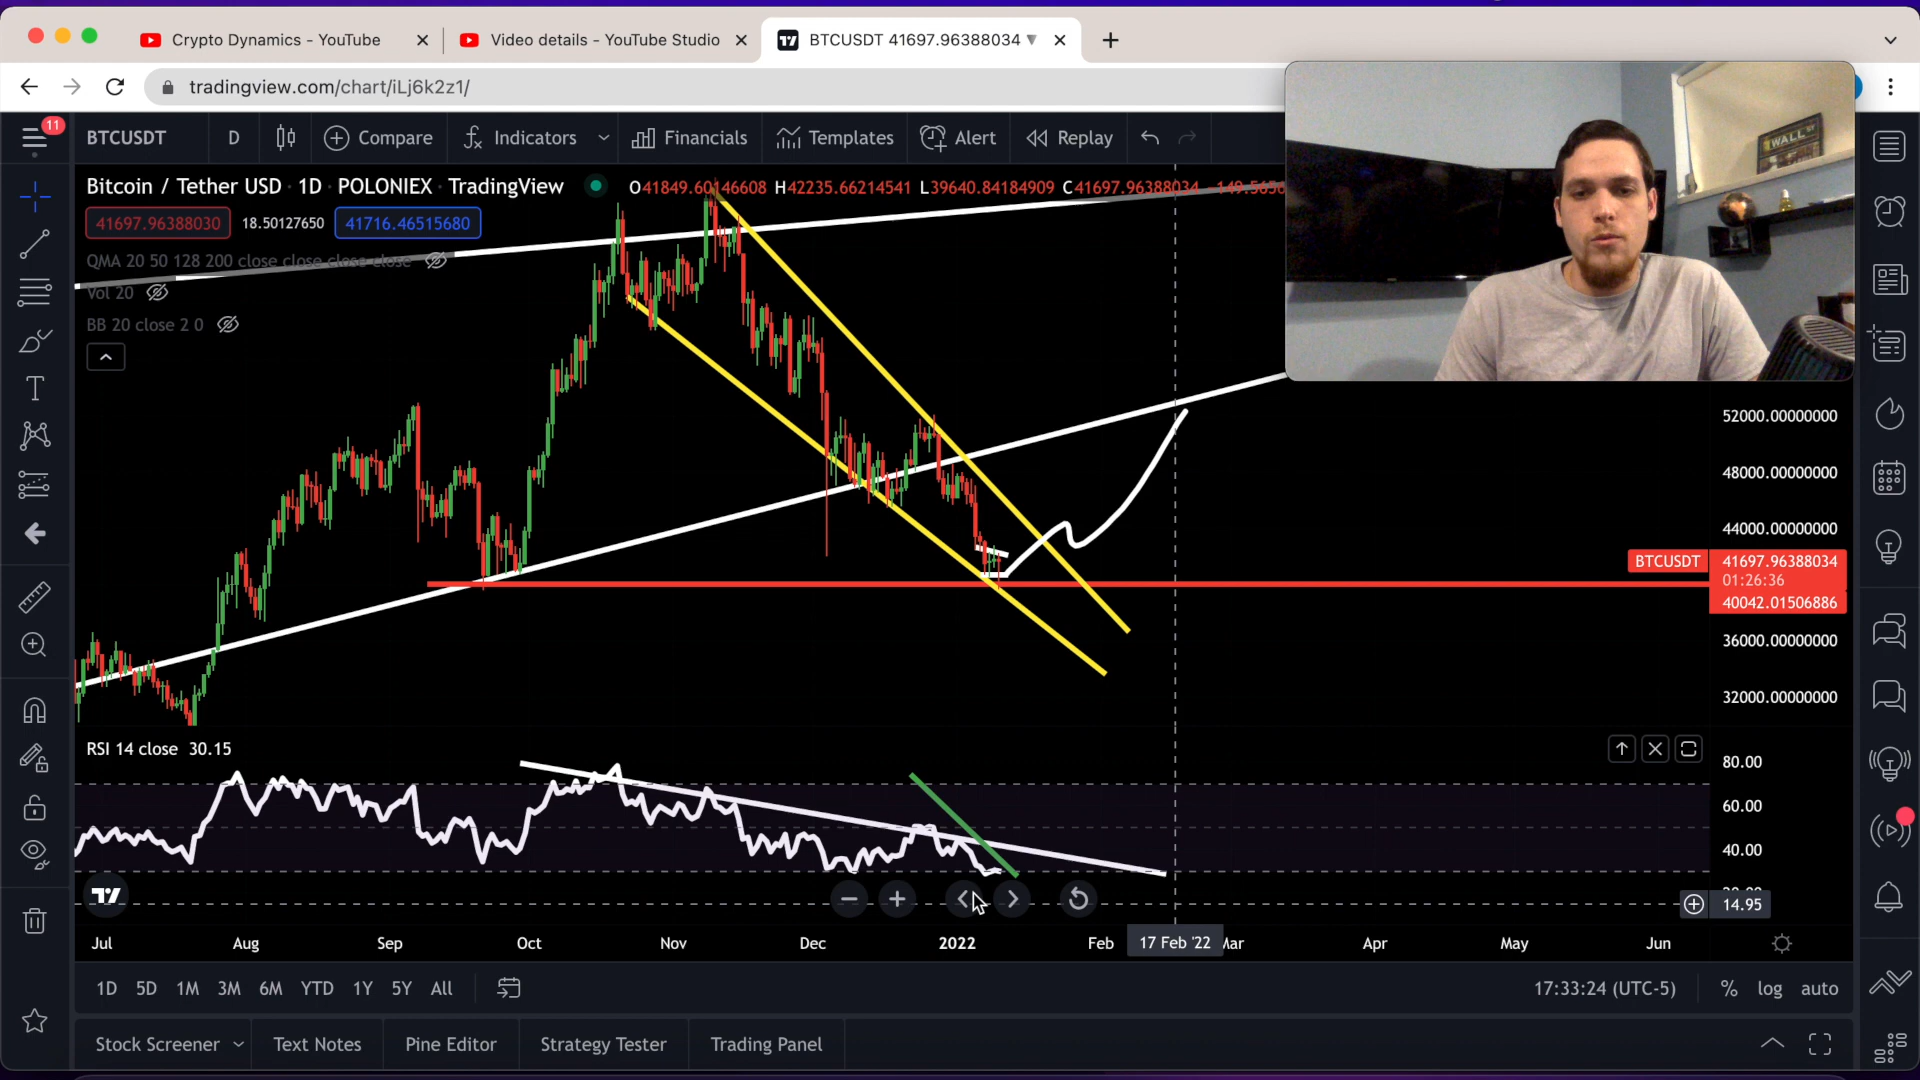 Crypto Dynamics - YouTube
Video details - YouTube Studio
BTCUSDT 41697.96388034 ▼
tradingview.com/chart/iLj6k2z1/
11
BTCUSDT
D
Compare
Indicators
Financials
Templates
Alert
Replay
Bitcoin / Tether USD · 1D · POLONIEX · TradingView
O41849.60146608 H42235.66214541 L39640.84184909 C41697.96388034
41697.96388030
18.50127650
41716.46515680
QMA 20 50 128 200 close close close close
Vol 20
BB 20 close 2 0
WALL ST
52000.00000000
48000.00000000
44000.00000000
BTCUSDT
41697.96388034
01:26:36
40042.01506886
36000.00000000
32000.00000000
RSI 14 close 30.15
80.00
60.00
40.00
14.95
Jul
Aug
Sep
Oct
Nov
Dec
2022
Feb
17 Feb '22
Mar
Apr
May
Jun
1D
5D
1M
3M
6M
YTD
1Y
5Y
All
17:33:24 (UTC-5)
%
log
auto
Stock Screener
Text Notes
Pine Editor
Strategy Tester
Trading Panel